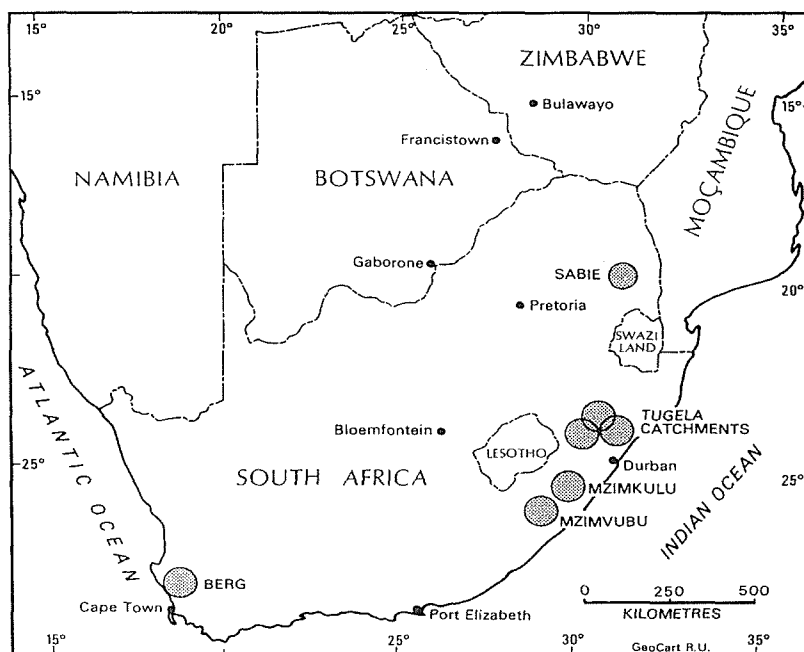 15°
25°
30°
35°
ZIMBABWE
Bulawayo
15°
15°
Francistown
MOÇAMBIQUE
NAMIBIA
BOTSWANA
Gaborone
SABIE
20°
20°
Pretoria
SWAZI
LAND
ATLANTIC OCEAN
TUGELA
CATCHMENTS
Bloemfontein
LESOTHO
Durban
INDIAN OCEAN
25°
SOUTH AFRICA
25°
MZIMKULU
MZIMVUBU
BERG
0 250 500
KILOMETRES
Cape Town
Port Elizabeth
15°
25°
30°
35°
GeoCart R.U.